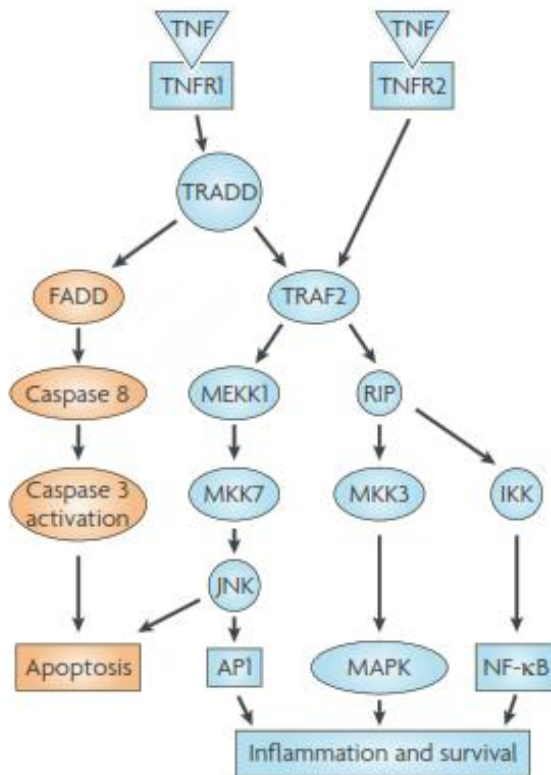 TNF
TNF
TNFR1
TNFR2
TRADD
FADD
TRAF2
Caspase 8
MEKK1
RIP
Caspase 3
activation
MKK7
MKK3
IKK
JNK
Apoptosis
AP1
MAPK
NF-κB
Inflammation and survival